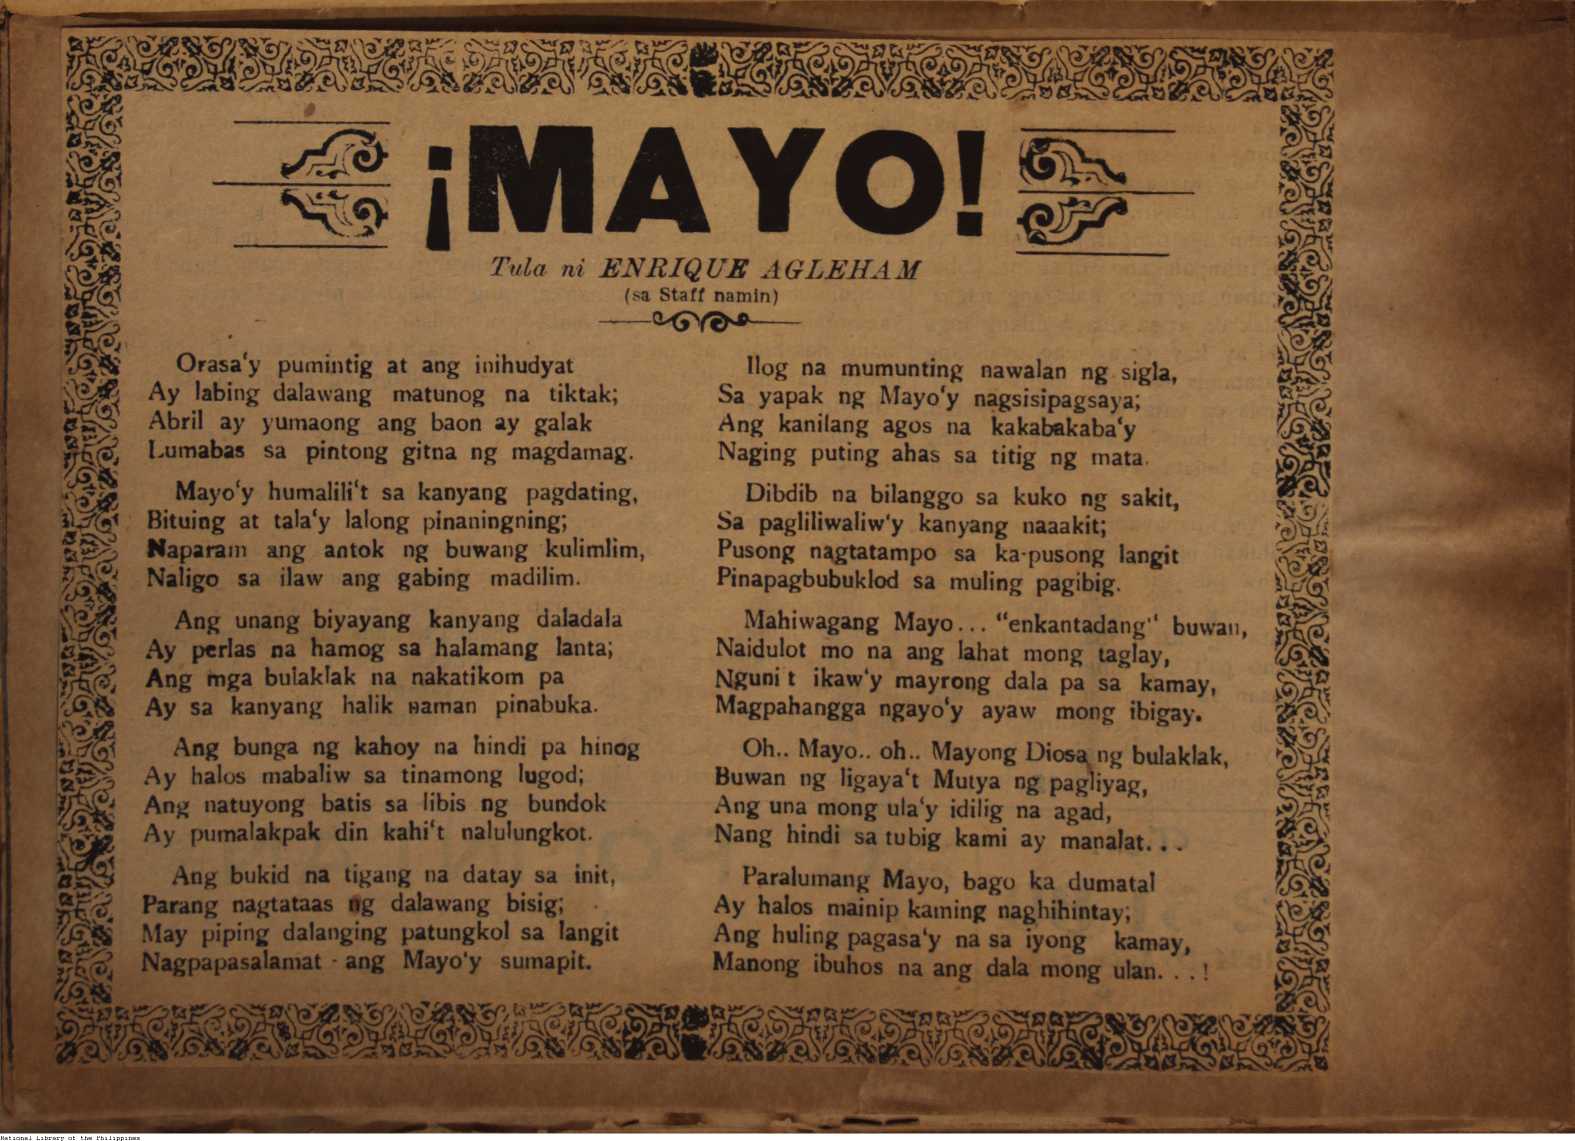 ¡MAYO!
Tula ni ENRIQUE AGLEHAM
(sa Staff namin)
Orasa‘y pumintig at ang inihudyat
Ay labing dalawang matunog na tiktak;
Abril ay yumaong ang baon ay galak
Lumabas sa pintong gitna ng magdamag.
Mayo‘y humalili‘t sa kanyang pagdating,
Bituing at tala‘y lalong pinaningning;
Naparam ang antok ng buwang kulimlim,
Naligo sa ilaw ang gabing madilim.
Ang unang biyayang kanyang daladala
Ay perlas na hamog sa halamang lanta;
Ang mga bulaklak na nakatikom pa
Ay sa kanyang halik naman pinabuka.
Ang bunga ng kahoy na hindi pa hinog
Ay halos mabaliw sa tinamong lugod;
Ang natuyong batis sa libis ng bundok
Ay pumalakpak din kahi‘t nalulungkot.
Ang bukid na tigang na datay sa init,
Parang nagtataas ng dalawang bisig;
May piping dalanging patungkol sa langit
Nagpapasalamat - ang Mayo‘y sumapit.
Ilog na mumunting nawalan ng sigla,
Sa yapak ng Mayo‘y nagsisipagsaya;
Ang kanilang agos na kakabakaba‘y
Naging puting ahas sa titig ng mata.
Dibdib na bilanggo sa kuko ng sakit,
Sa pagliliwaliw‘y kanyang naaakit;
Pusong nagtatampo sa ka-pusong langit
Pinapagbubuklod sa muling pagibig.
Mahiwagang Mayo... “enkantadang‘‘ buwan,
Naidulot mo na ang lahat mong taglay,
Nguni t ikaw‘y mayrong dala pa sa kamay,
Magpahangga ngayo‘y ayaw mong ibigay.
Oh.. Mayo.. oh.. Mayong Diosa ng bulaklak,
Buwan ng ligaya‘t Mutya ng pagliyag,
Ang una mong ula‘y idilig na agad,
Nang hindi sa tubig kami ay manalat...
Paralumang Mayo, bago ka dumatal
Ay halos mainip kaming naghihintay;
Ang huling pagasa‘y na sa iyong kamay,
Manong ibuhos na ang dala mong ulan...!
National Library of the Philippines